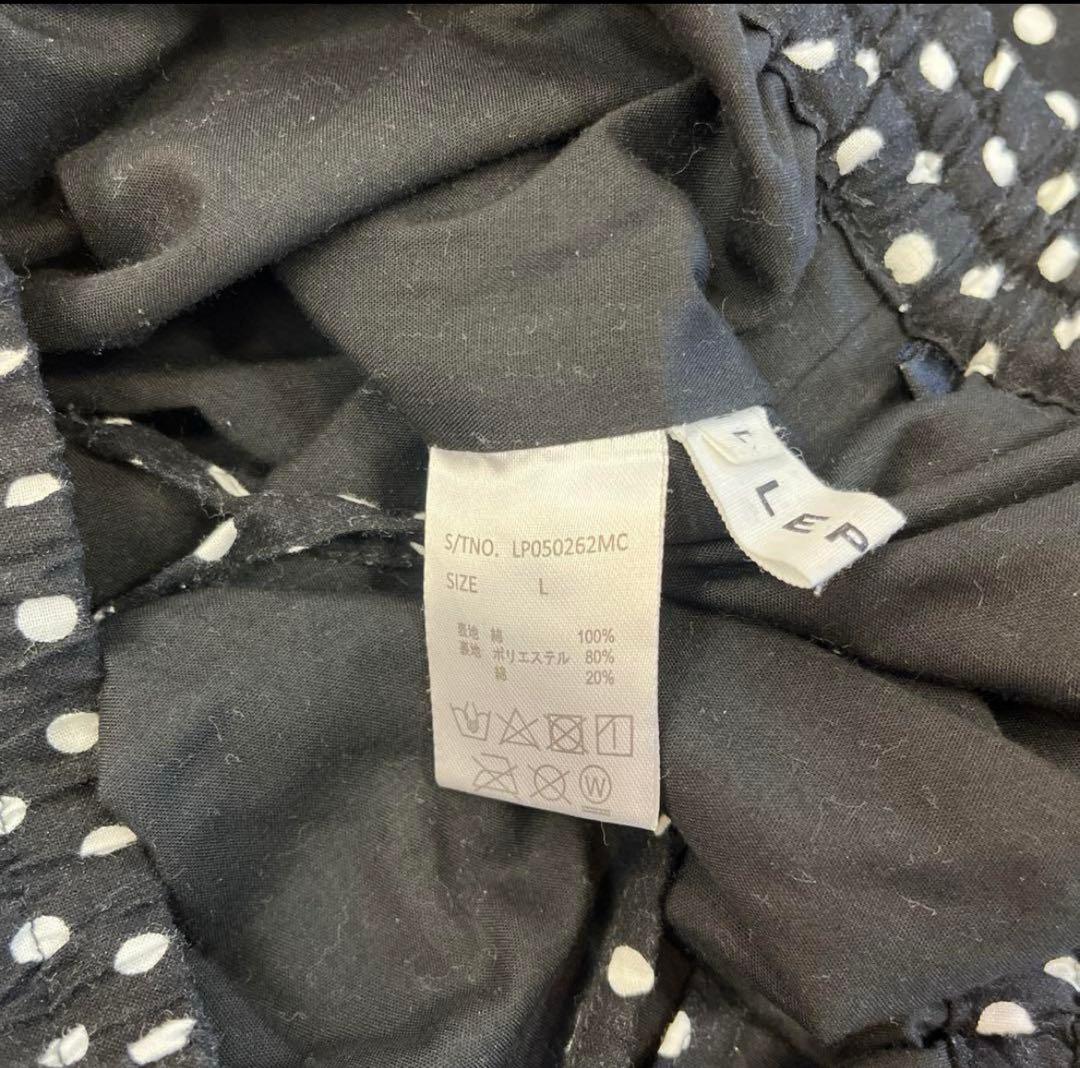 S/TNO. LP050262MC
SIZE L
表地 綿 100%
裏地 ポリエステル 80%
綿 20%
W
L
LEP